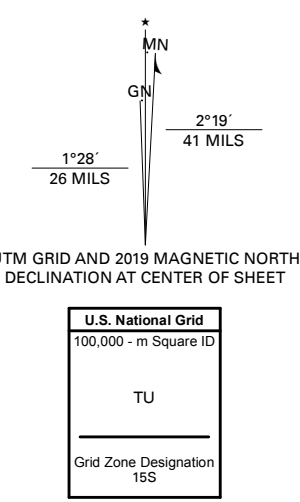 ★
MN
GN
2°19´
41 MILS
1°28´
26 MILS
UTM GRID AND 2019 MAGNETIC NORTH
DECLINATION AT CENTER OF SHEET
U.S. National Grid
100,000 - m Square ID
TU
Grid Zone Designation
15S